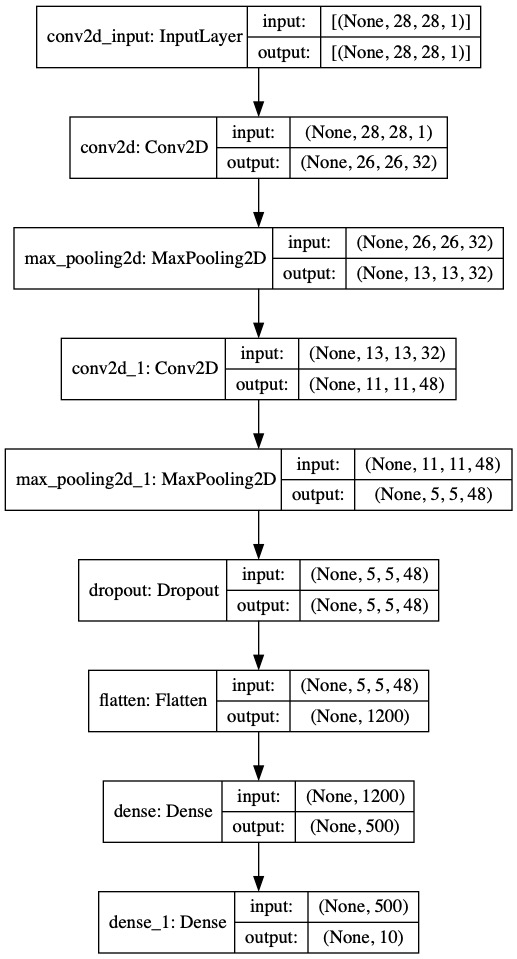 conv2d_input: InputLayer
input:
[(None, 28, 28, 1)]
output:
[(None, 28, 28, 1)]
conv2d: Conv2D
input:
(None, 28, 28, 1)
output:
(None, 26, 26, 32)
max_pooling2d: MaxPooling2D
input:
(None, 26, 26, 32)
output:
(None, 13, 13, 32)
conv2d_1: Conv2D
input:
(None, 13, 13, 32)
output:
(None, 11, 11, 48)
max_pooling2d_1: MaxPooling2D
input:
(None, 11, 11, 48)
output:
(None, 5, 5, 48)
dropout: Dropout
input:
(None, 5, 5, 48)
output:
(None, 5, 5, 48)
flatten: Flatten
input:
(None, 5, 5, 48)
output:
(None, 1200)
dense: Dense
input:
(None, 1200)
output:
(None, 500)
dense_1: Dense
input:
(None, 500)
output:
(None, 10)